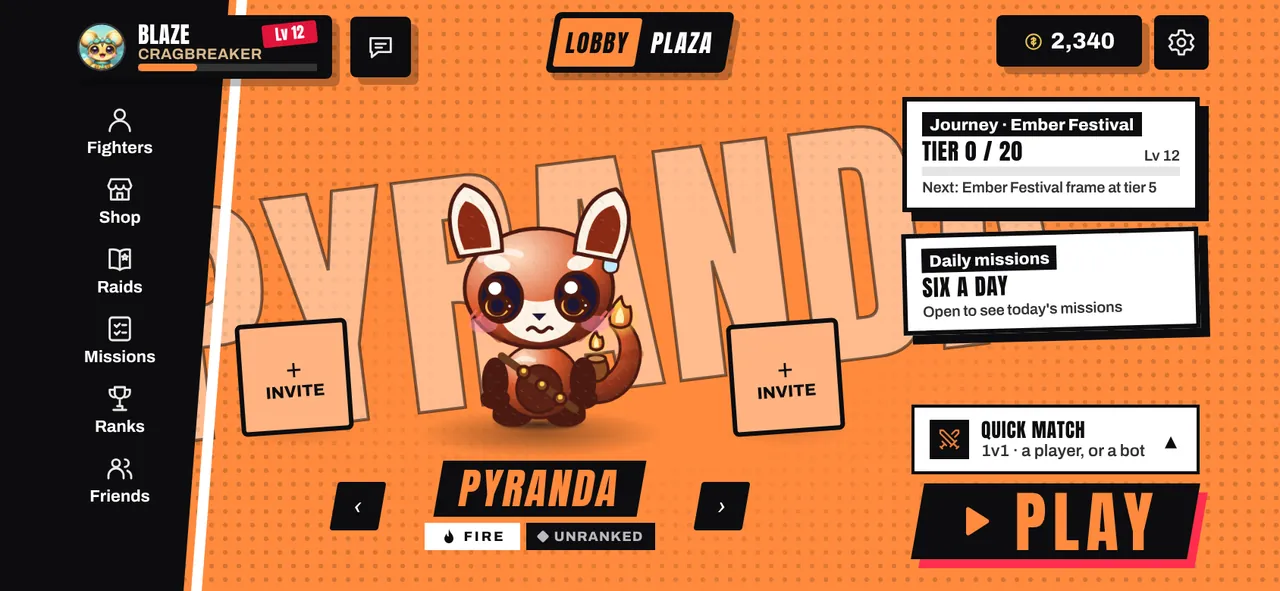 BLAZE
CRAGBREAKER
Lv 12
LOBBY
PLAZA
2,340
Fighters
Shop
Raids
Missions
Ranks
Friends
PYRANDA
Journey · Ember Festival
TIER 0 / 20
Lv 12
Next: Ember Festival frame at tier 5
Daily missions
SIX A DAY
Open to see today's missions
+
INVITE
+
INVITE
QUICK MATCH
1v1 · a player, or a bot
‹
PYRANDA
›
FIRE
UNRANKED
PLAY